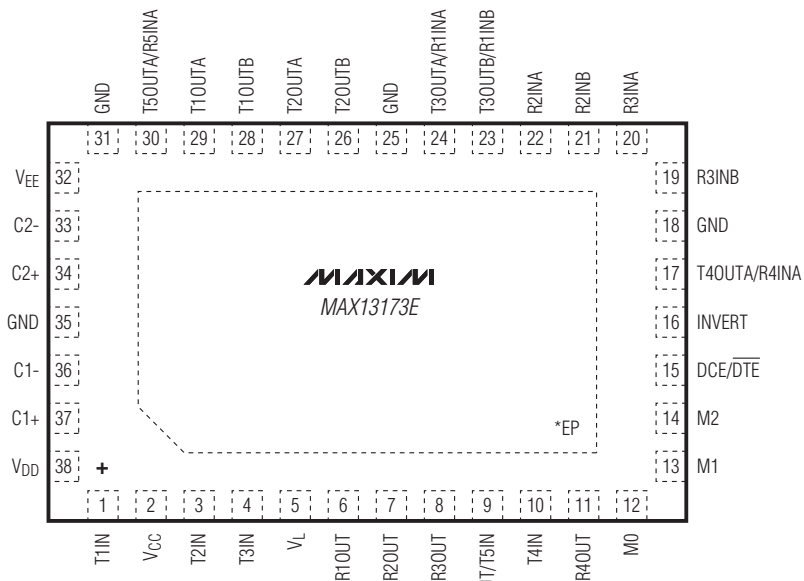 GND
T5OUTA/R5INA
T1OUTA
T1OUTB
T2OUTA
T2OUTB
GND
T3OUTA/R1INA
T3OUTB/R1INB
R2INA
R2INB
R3INA
31 30 29 28 27 26 25 24 23 22 21 20
VEE 32
C2- 33
C2+ 34
GND 35
C1- 36
C1+ 37
VDD 38
+
MAXIM
MAX13173E
*EP
19 R3INB
18 GND
17 T4OUTA/R4INA
16 INVERT
15 DCE/DTE
14 M2
13 M1
1 2 3 4 5 6 7 8 9 10 11 12
T1IN
VCC
T2IN
T3IN
VL
R1OUT
R2OUT
R3OUT
T/T5IN
T4IN
R4OUT
M0